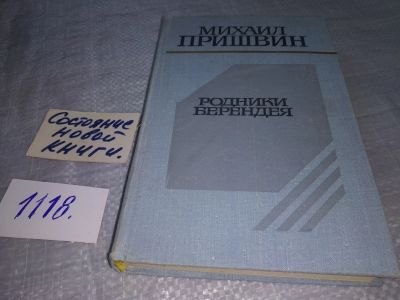 МИХАИЛ
ПРИШВИН
РОДНИКИ
БЕРЕНДЕЯ
Состояние
новой
книги.
1118.